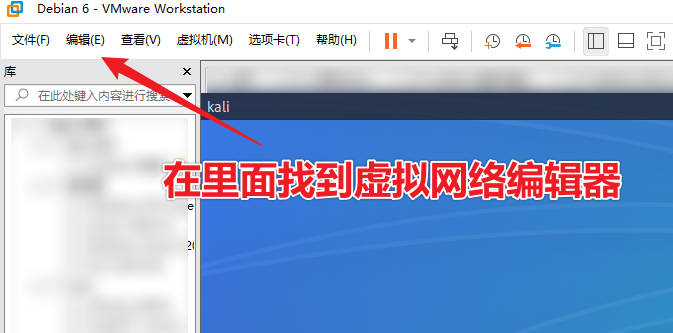 Debian 6 - VMware Workstation
文件(F) 编辑(E) 查看(V) 虚拟机(M) 选项卡(T) 帮助(H)
库
在此处键入内容进行搜索
kali
在里面找到虚拟网络编辑器